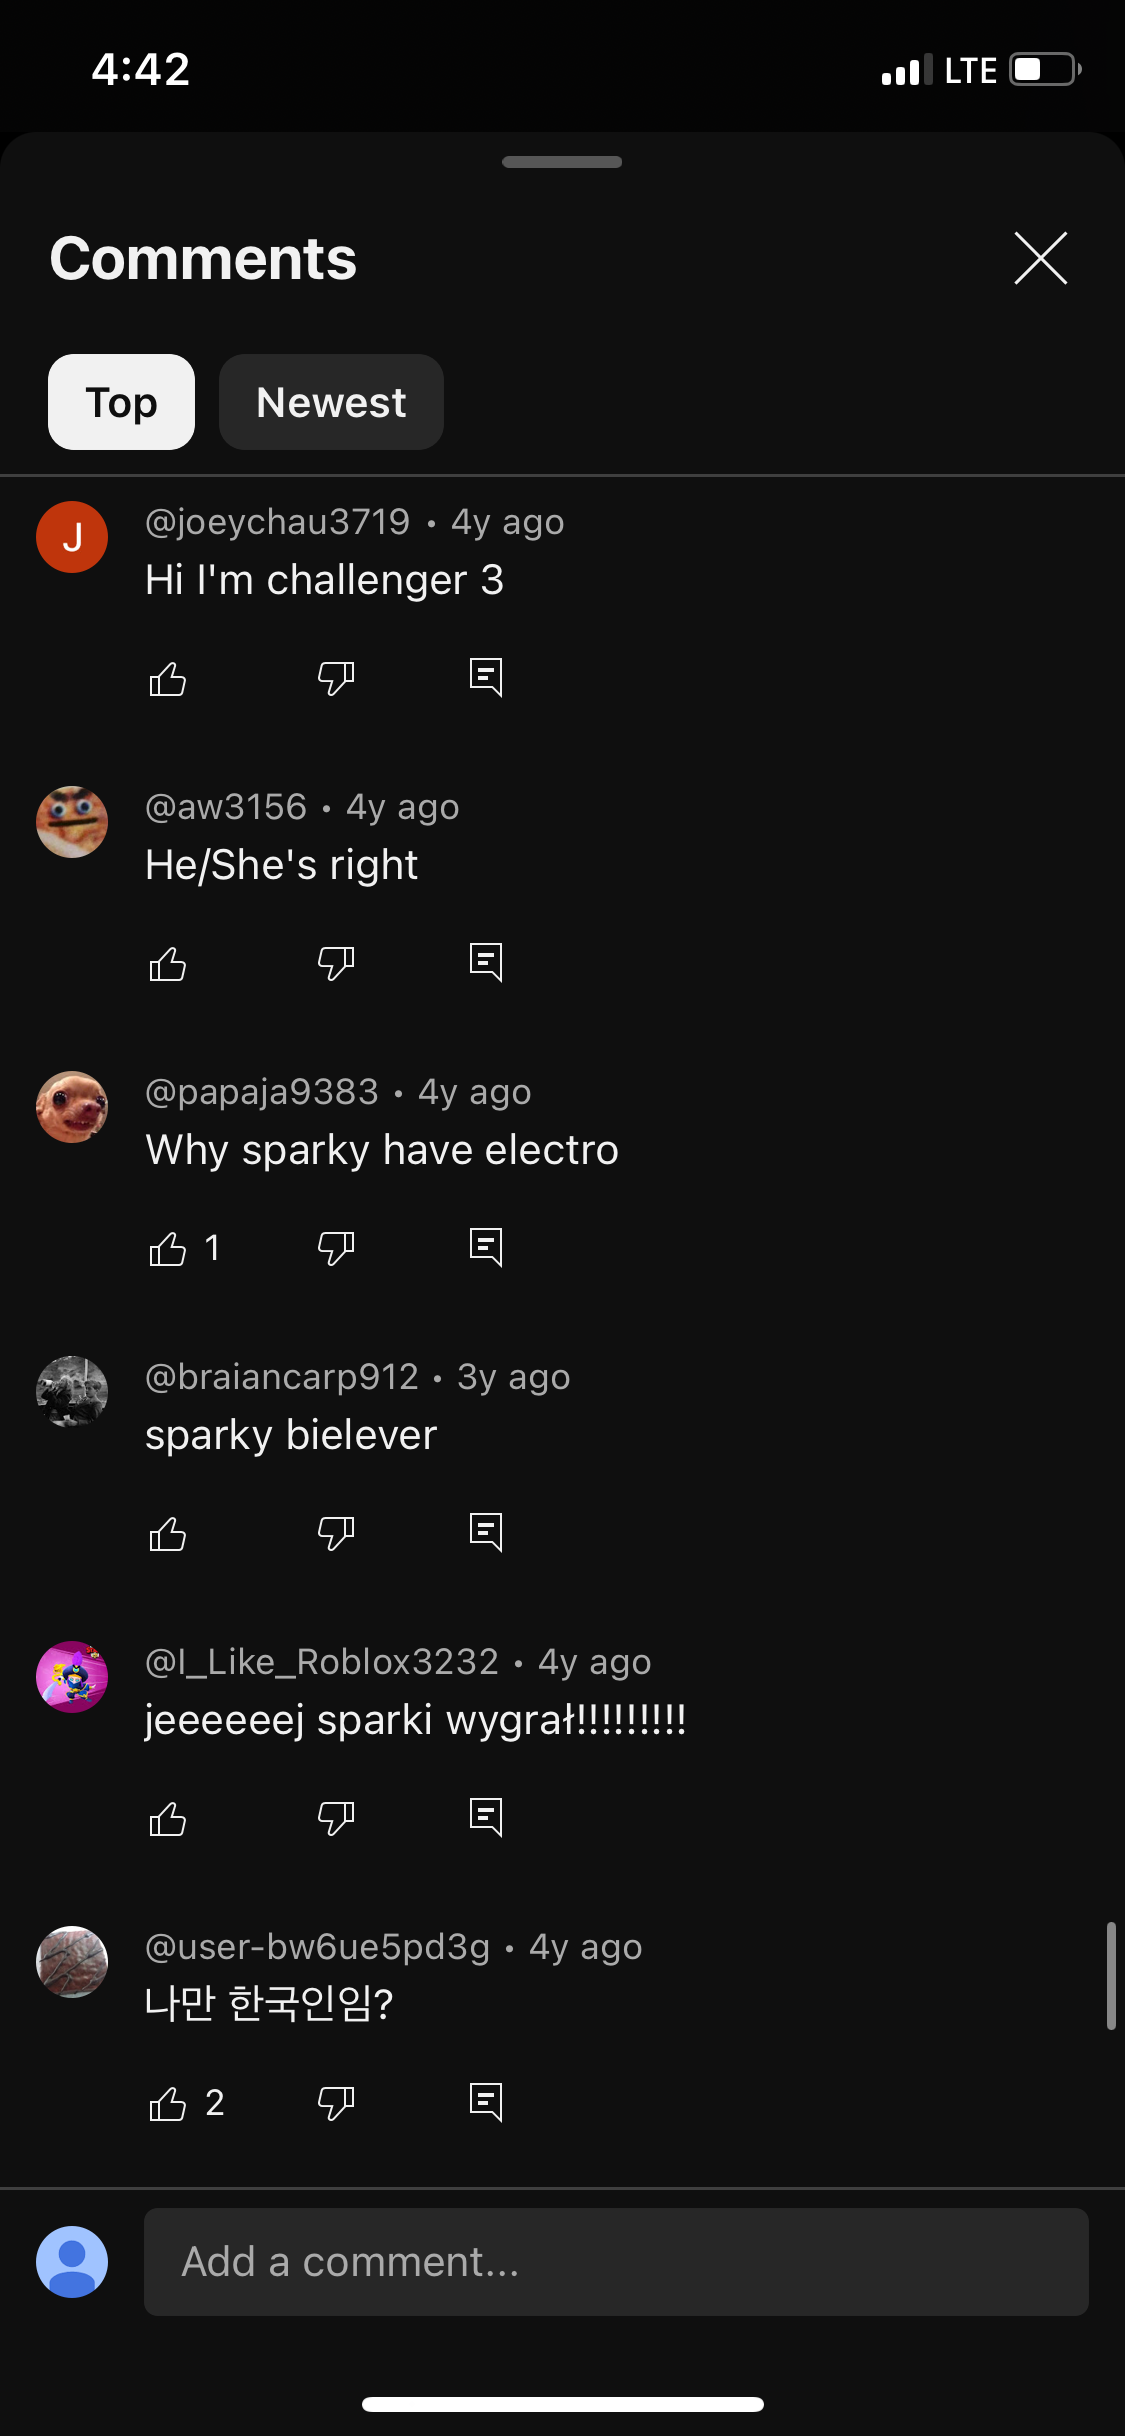 4:42
LTE
Comments
Top
Newest
J
@joeychau3719 • 4y ago
Hi I'm challenger 3
@aw3156 • 4y ago
He/She's right
@papaja9383 • 4y ago
Why sparky have electro
1
@braiancarp912 • 3y ago
sparky bielever
@I_Like_Roblox3232 • 4y ago
jeeeeeej sparki wygrał!!!!!!!!!
@user-bw6ue5pd3g • 4y ago
나만 한국인임?
2
Add a comment...